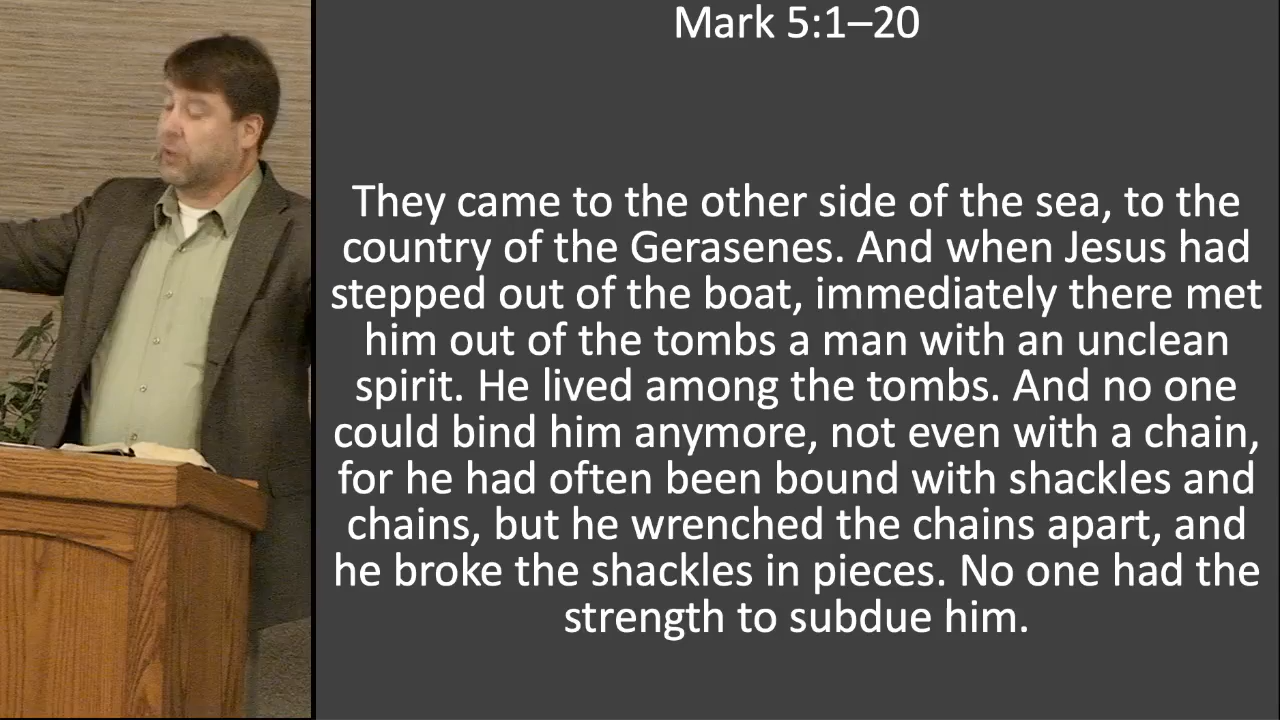 Mark 5:1–20
They came to the other side of the sea, to the
country of the Gerasenes. And when Jesus had
stepped out of the boat, immediately there met
him out of the tombs a man with an unclean
spirit. He lived among the tombs. And no one
could bind him anymore, not even with a chain,
for he had often been bound with shackles and
chains, but he wrenched the chains apart, and
he broke the shackles in pieces. No one had the
strength to subdue him.